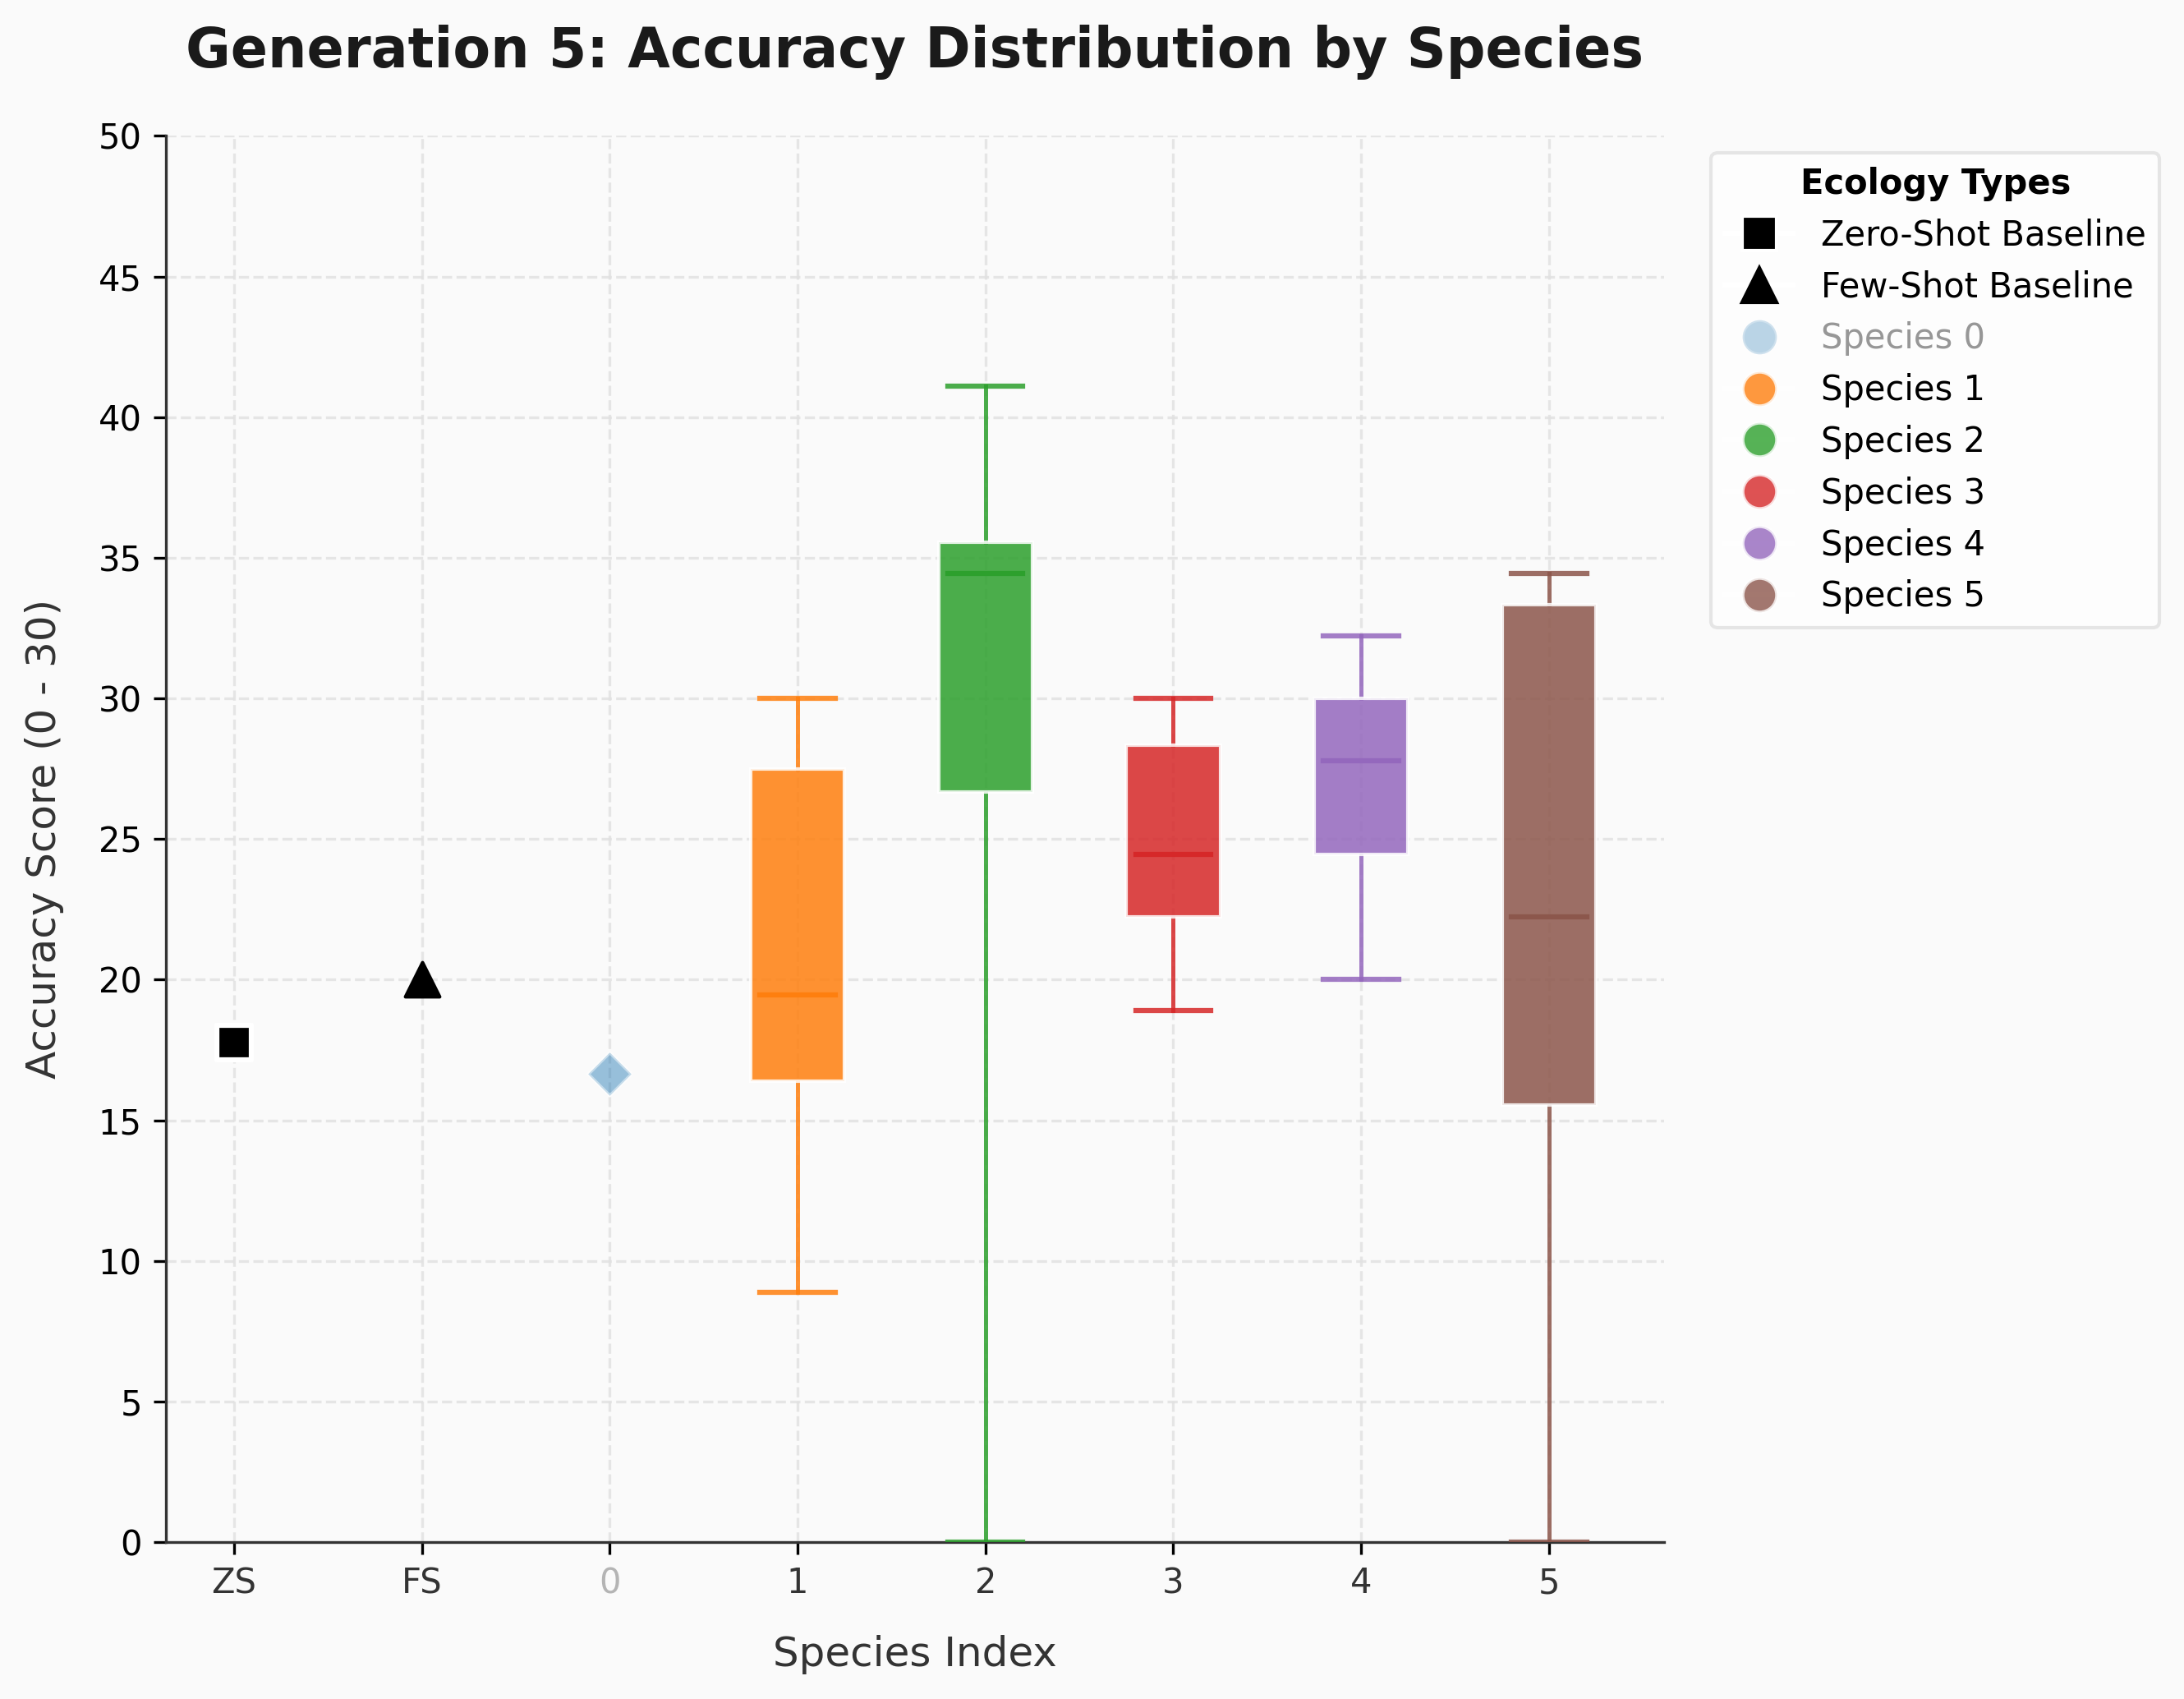 Generation 5: Accuracy Distribution by Species
50
45
40
35
30
25
20
15
10
5
0
Accuracy Score (0 - 30)
ZS FS 0 1 2 3 4 5
Species Index
Ecology Types
Zero-Shot Baseline
Few-Shot Baseline
Species 0
Species 1
Species 2
Species 3
Species 4
Species 5